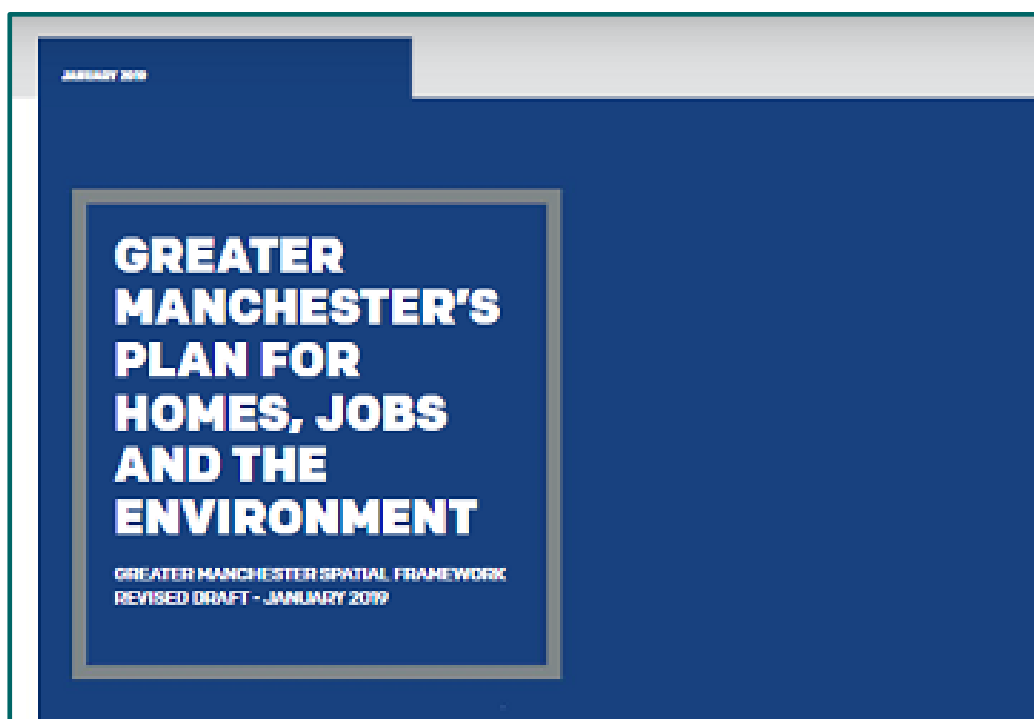 JANUARY 2019
GREATER
MANCHESTER'S
PLAN FOR
HOMES, JOBS
AND THE
ENVIRONMENT
GREATER MANCHESTER SPATIAL FRAMEWORK
REVISED DRAFT - JANUARY 2019